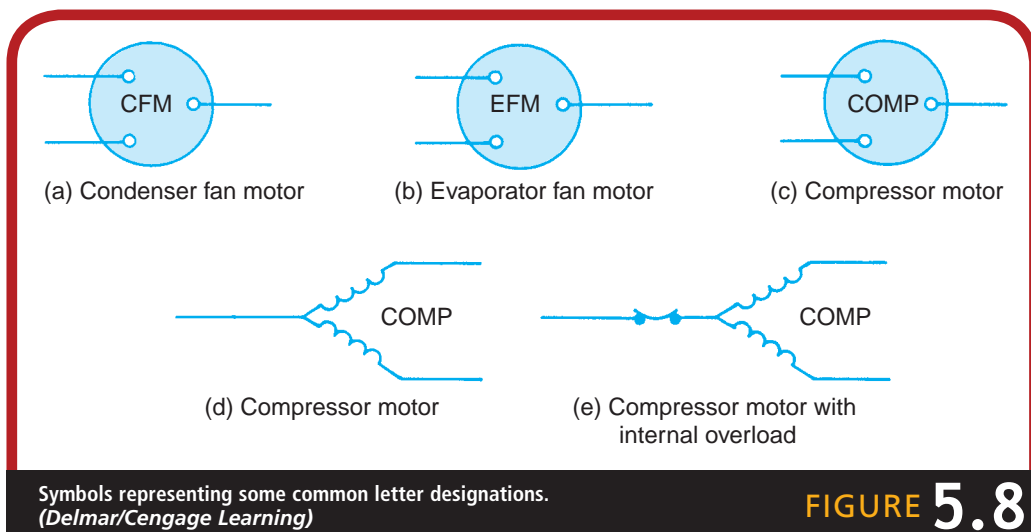 CFM
EFM
COMP
(a) Condenser fan motor
(b) Evaporator fan motor
(c) Compressor motor
COMP
COMP
(d) Compressor motor
(e) Compressor motor with
internal overload
Symbols representing some common letter designations.
(Delmar/Cengage Learning)
FIGURE 5.8